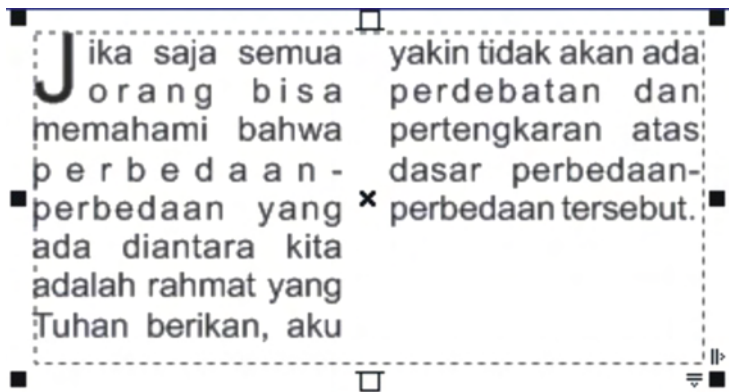 Jika saja semua
orang bisa
memahami bahwa
perbedaan-
perbedaan yang
ada diantara kita
adalah rahmat yang
Tuhan berikan, aku
yakin tidak akan ada
perdebatan dan
pertengkaran atas
dasar perbedaan-
perbedaan tersebut.